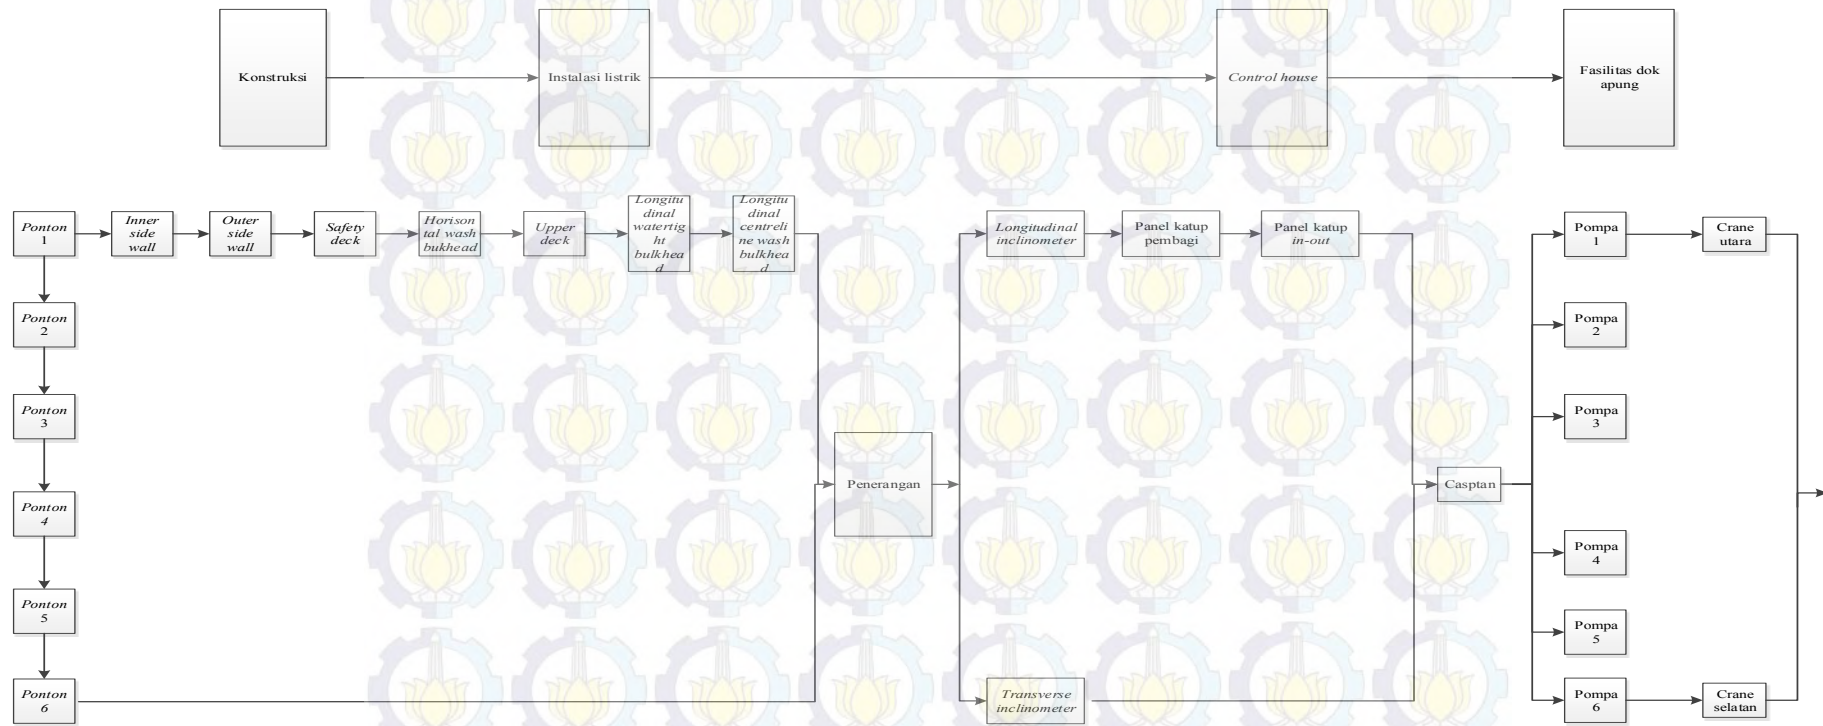 Konstruksi
Instalasi listrik
Control house
Fasilitas dok
apung
Ponton
1
Inner
side
wall
Outer
side
wall
Safety
deck
Horison
tal wash
bukhead
Upper
deck
Longitu
dinal
watertig
ht
bulkhea
d
Longitu
dinal
centreli
ne wash
bulkhea
d
Longitudinal
inclinometer
Panel katup
pembagi
Panel katup
in-out
Pompa
1
Crane
utara
Ponton
2
Pompa
2
Ponton
3
Pompa
3
Penerangan
Casptan
Ponton
4
Pompa
4
Ponton
5
Pompa
5
Ponton
6
Transverse
inclinometer
Pompa
6
Crane
selatan